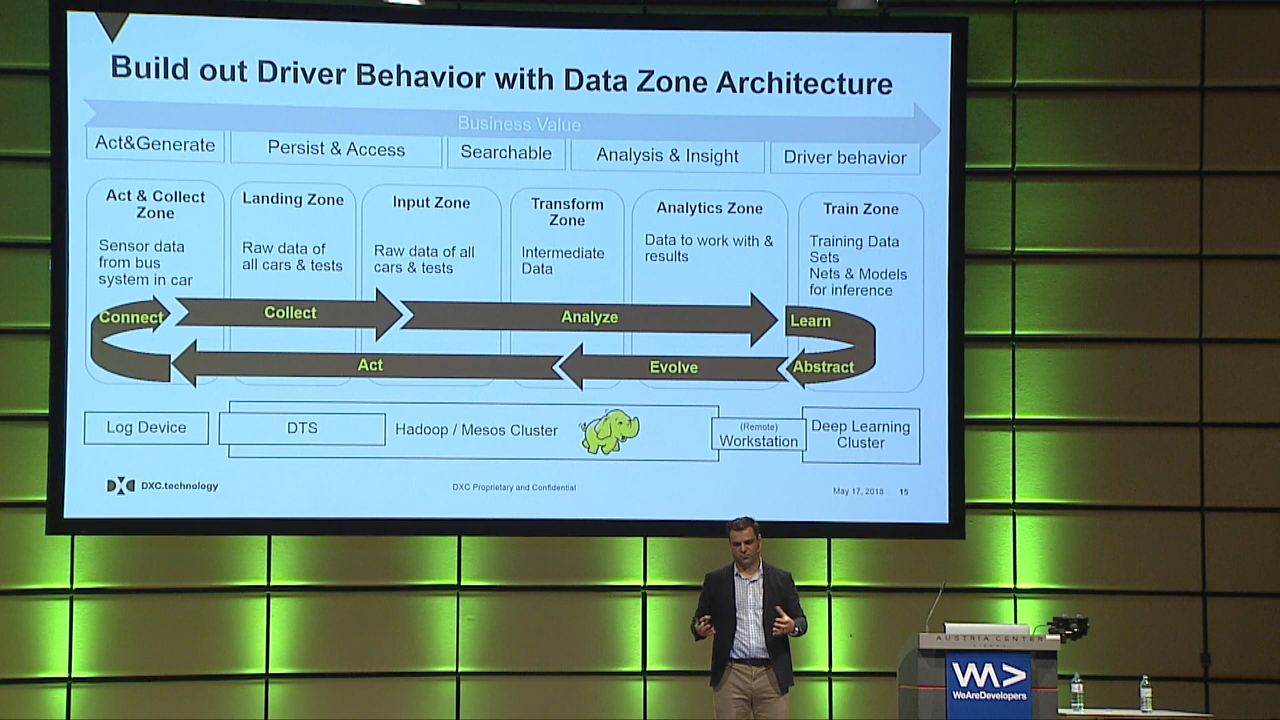 Build out Driver Behavior with Data Zone Architecture
Business Value
Act&Generate
Persist & Access
Searchable
Analysis & Insight
Driver behavior
Act & Collect
Zone
Sensor data
from bus
system in car
Landing Zone
Raw data of
all cars & tests
Input Zone
Raw data of all
cars & tests
Transform
Zone
Intermediate
Data
Analytics Zone
Data to work with &
results
Train Zone
Training Data
Sets
Nets & Models
for inference
Connect
Collect
Analyze
Learn
Act
Evolve
Abstract
Log Device
DTS
Hadoop / Mesos Cluster
(Remote)
Workstation
Deep Learning
Cluster
DXC.technology
DXC Proprietary and Confidential
May 17, 2018
15
AUSTRIA CENTER
WeAreDevelopers